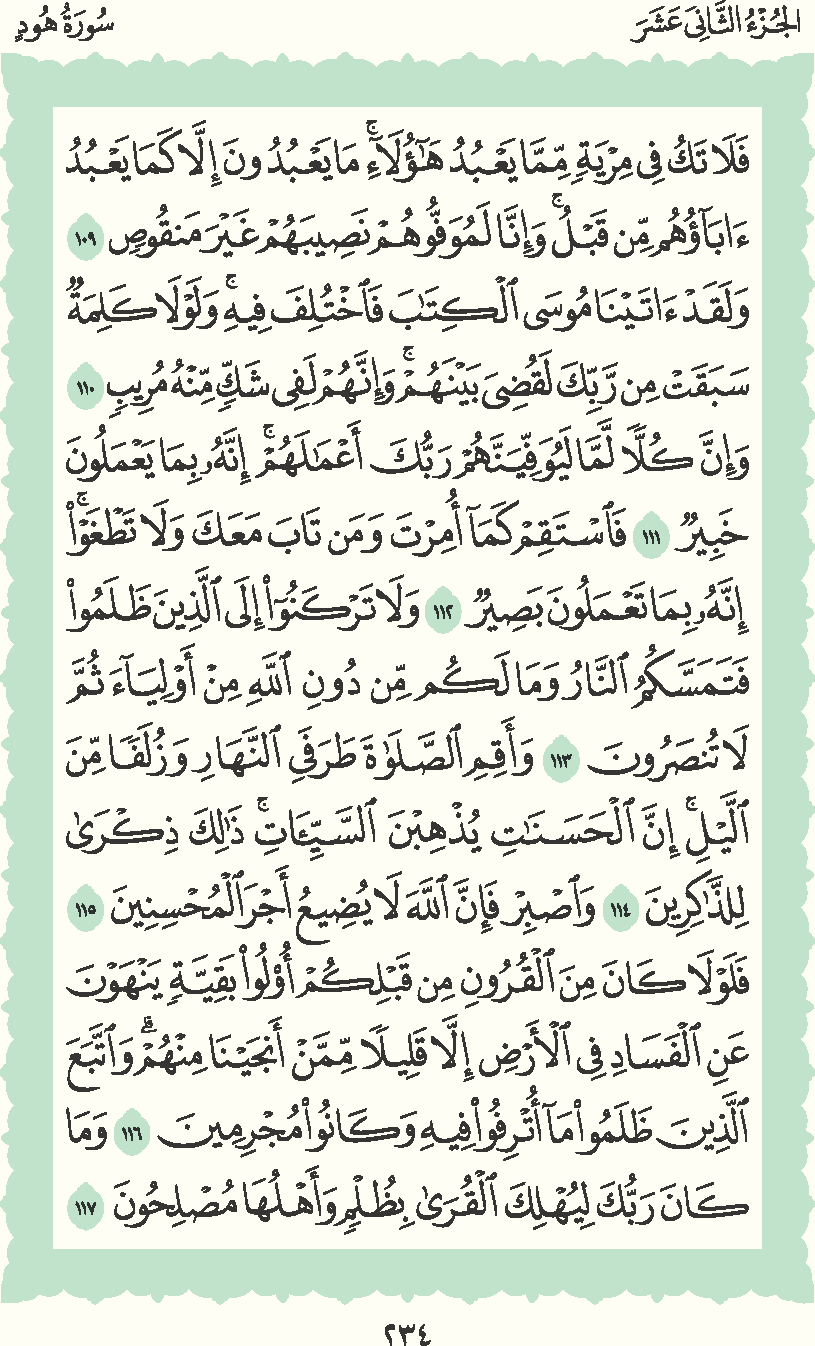 الجُزْءُ الثَّانِىَ عَشَرَ
سُورَةُ هُودٍ
فَلَا تَكُ فِى مِرْيَةٍ مِّمَّا يَعْبُدُ هَٰٓؤُلَآءِۚ مَا يَعْبُدُونَ إِلَّا كَمَا يَعْبُدُ
ءَابَآؤُهُم مِّن قَبْلُۚ وَإِنَّا لَمُوَفُّوهُمْ نَصِيبَهُمْ غَيْرَ مَنقُوصٍ ١٠٩
وَلَقَدْ ءَاتَيْنَا مُوسَى ٱلْكِتَٰبَ فَٱخْتُلِفَ فِيهِۚ وَلَوْلَا كَلِمَةٌ
سَبَقَتْ مِن رَّبِّكَ لَقُضِىَ بَيْنَهُمْۚ وَإِنَّهُمْ لَفِى شَكٍّ مِّنْهُ مُرِيبٍ ١١٠
وَإِنَّ كُلًّا لَّمَّا لَيُوَفِّيَنَّهُمْ رَبُّكَ أَعْمَٰلَهُمْۚ إِنَّهُۥ بِمَا يَعْمَلُونَ
خَبِيرٌ ١١١ فَٱسْتَقِمْ كَمَآ أُمِرْتَ وَمَن تَابَ مَعَكَ وَلَا تَطْغَوْا۟ۚ
إِنَّهُۥ بِمَا تَعْمَلُونَ بَصِيرٌ ١١٢ وَلَا تَرْكَنُوٓا۟ إِلَى ٱلَّذِينَ ظَلَمُوا۟
فَتَمَسَّكُمُ ٱلنَّارُ وَمَا لَكُم مِّن دُونِ ٱللَّهِ مِنْ أَوْلِيَآءَ ثُمَّ
لَا تُنصَرُونَ ١١٣ وَأَقِمِ ٱلصَّلَوٰةَ طَرَفَىِ ٱلنَّهَارِ وَزُلَفًا مِّنَ
ٱلَّيْلِۚ إِنَّ ٱلْحَسَنَٰتِ يُذْهِبْنَ ٱلسَّيِّـَٔاتِۚ ذَٰلِكَ ذِكْرَىٰ
لِلذَّٰكِرِينَ ١١٤ وَٱصْبِرْ فَإِنَّ ٱللَّهَ لَا يُضِيعُ أَجْرَ ٱلْمُحْسِنِينَ ١١٥
فَلَوْلَا كَانَ مِنَ ٱلْقُرُونِ مِن قَبْلِكُمْ أُو۟لُوا۟ بَقِيَّةٍ يَنْهَوْنَ
عَنِ ٱلْفَسَادِ فِى ٱلْأَرْضِ إِلَّا قَلِيلًا مِّمَّنْ أَنجَيْنَا مِنْهُمْۗ وَٱتَّبَعَ
ٱلَّذِينَ ظَلَمُوا۟ مَآ أُتْرِفُوا۟ فِيهِ وَكَانُوا۟ مُجْرِمِينَ ١١٦ وَمَا
كَانَ رَبُّكَ لِيُهْلِكَ ٱلْقُرَىٰ بِظُلْمٍ وَأَهْلُهَا مُصْلِحُونَ ١١٧
٢٣٤